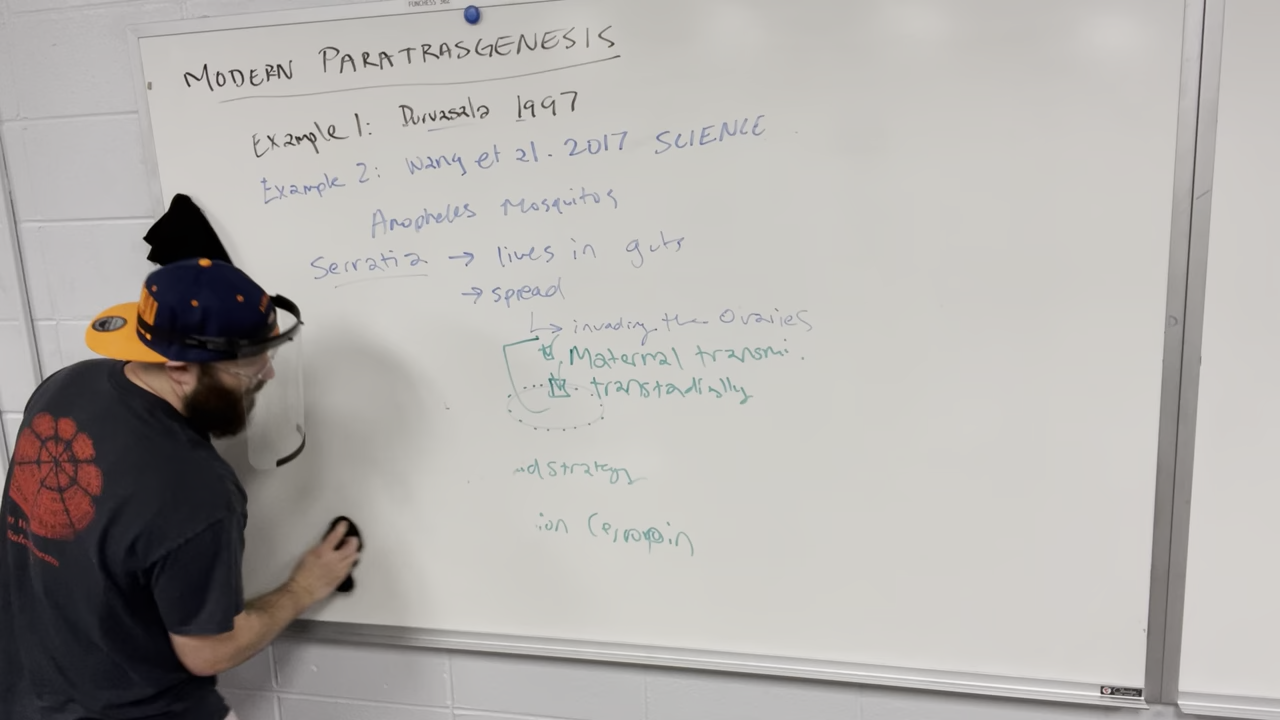 MODERN PARATRASGENESIS
Example 1: Durvasala 1997
Example 2: Wang et al. 2017 SCIENCE
Anopheles Mosquitos
Serratia → lives in guts
→ spread
↳ invading the Ovaries
Maternal transmi.
transtadially
d strategy
ion